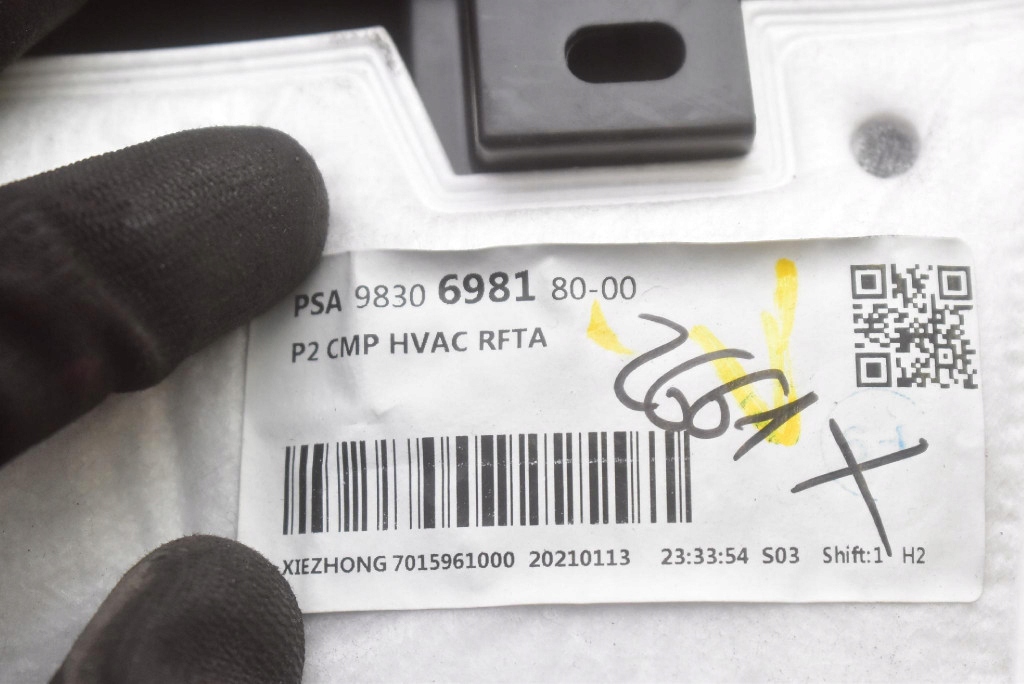 PSA 9830 6981 80-00
P2 CMP HVAC RFTA
XIEZHONG 7015961000 20210113 23:33:54 S03 Shift:1 H2